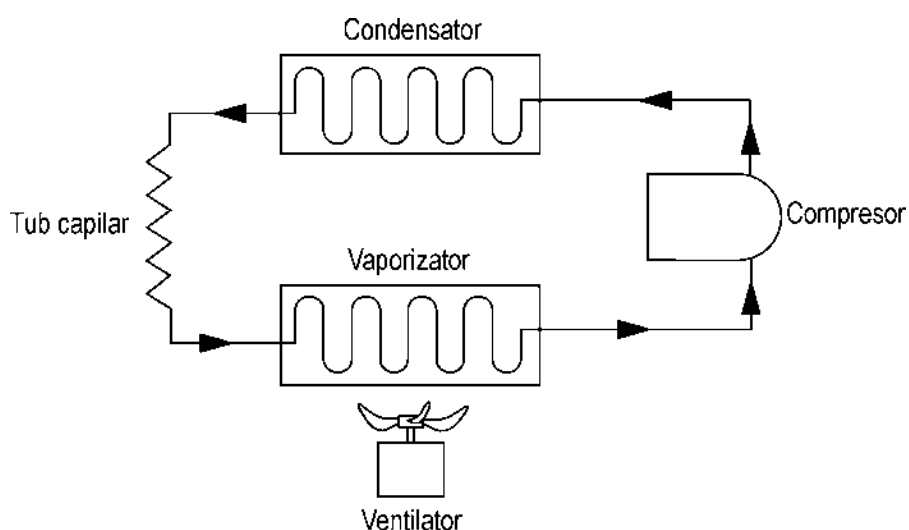 Condensator
Tub capilar
Compresor
Vaporizator
Ventilator